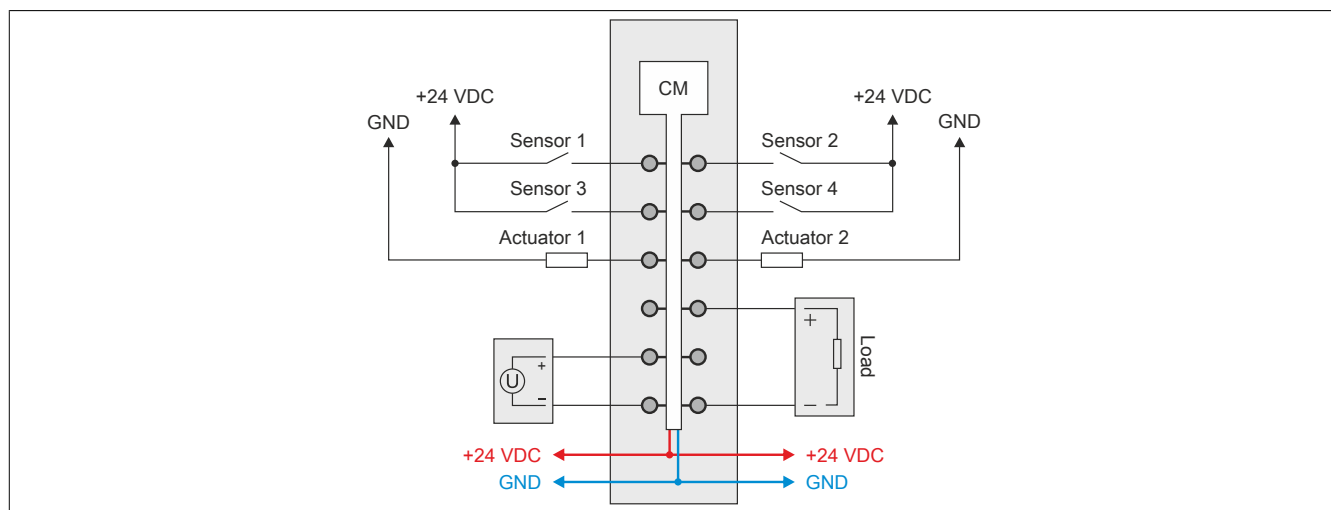 CM
+24 VDC
+24 VDC
GND
GND
Sensor 1
Sensor 2
Sensor 3
Sensor 4
Actuator 1
Actuator 2
+
Load
U
+
–
–
+24 VDC
+24 VDC
GND
GND